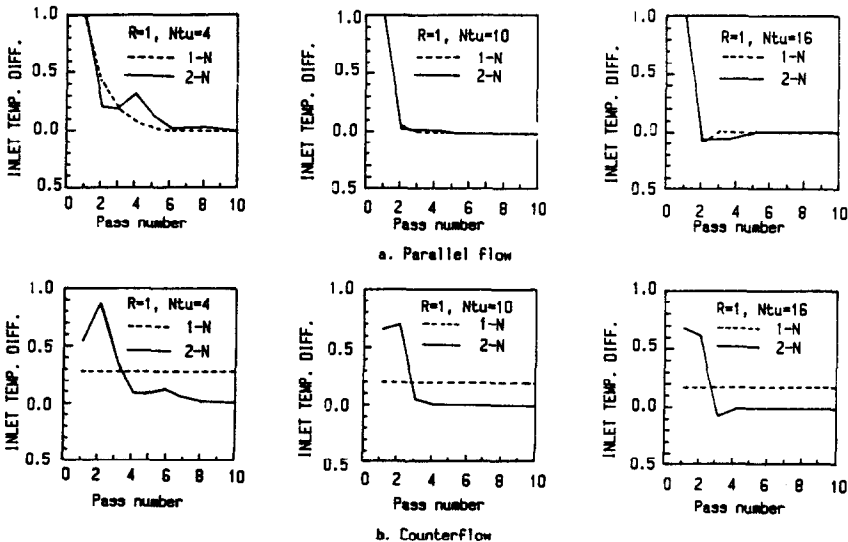 INLET TEMP. DIFF.
1.0
0.5
0.0
0.5
R=1, Ntu=4
1-N
2-N
0 2 4 6 8 10
Pass number
INLET TEMP. DIFF.
1.0
0.5
0.0
0.5
R=1, Ntu=10
1-N
2-N
0 2 4 6 8 10
Pass number
INLET TEMP. DIFF.
1.0
0.5
0.0
0.5
R=1, Ntu=16
1-N
2-N
0 2 4 6 8 10
Pass number
a. Parallel flow
INLET TEMP. DIFF.
1.0
0.5
0.0
0.5
R=1, Ntu=4
1-N
2-N
0 2 4 6 8 10
Pass number
INLET TEMP. DIFF.
1.0
0.5
0.0
0.5
R=1, Ntu=10
1-N
2-N
0 2 4 6 8 10
Pass number
INLET TEMP. DIFF.
1.0
0.5
0.0
0.5
R=1, Ntu=16
1-N
2-N
0 2 4 6 8 10
Pass number
b. Counterflow